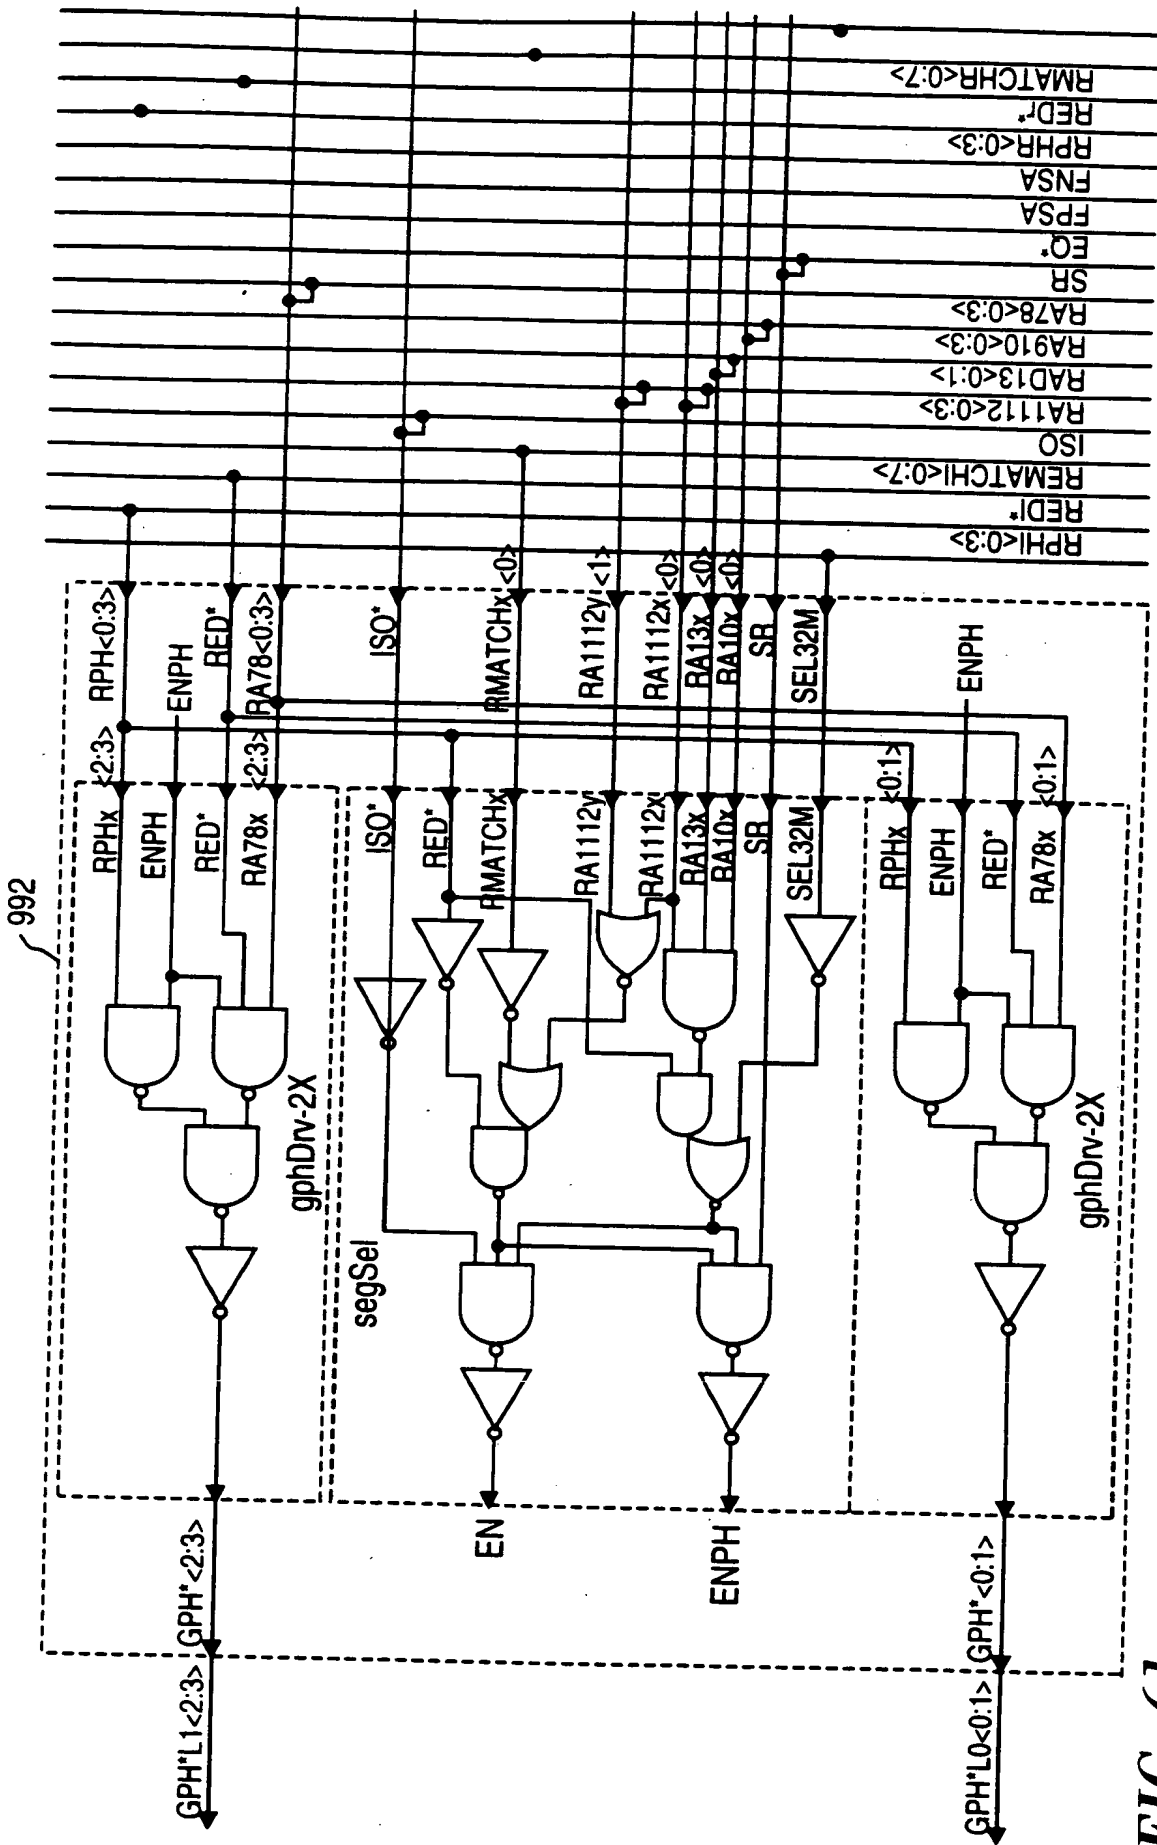 992
RMATCHR<0:7>
REDr*
RPHR<0:3>
FNSA
FPSA
EQ*
SR
RA78<0:3>
RA910<0:3>
RAD13<0:1>
RA1112<0:3>
ISO
REMATCHI<0:7>
REDI*
RPHI<0:3>
RPH<0:3>
ENPH
RED*
RA78<0:3>
ISO*
RMATCHx <0>
RA1112y <1>
RA1112x <0>
RA13x <0>
RA10x <0>
SR
SEL32M
ENPH
RPHx <2:3>
ENPH
RED*
RA78x <2:3>
ISO*
RED*
RMATCHx
RA1112y
RA1112x
RA13x
RA10x
SR
SEL32M
RPHx <0:1>
ENPH
RED*
RA78x <0:1>
gphDrv-2X
segSel
gphDrv-2X
EN
ENPH
GPH*<2:3>
GPH*<0:1>
GPH*L1<2:3>
GPH*L0<0:1>